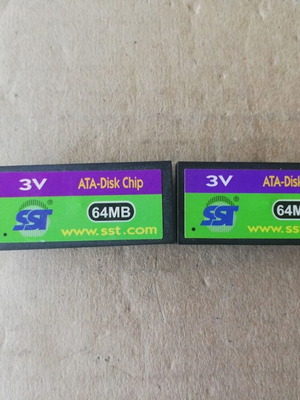 3V ATA-Disk Chip
SST 64MB
www.sst.com
3V ATA-Disk
SST 64M
www.sst.